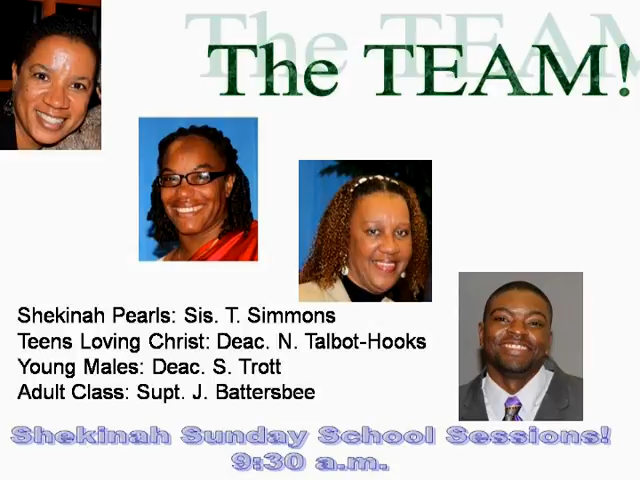 The TEAM!
Shekinah Pearls: Sis. T. Simmons
Teens Loving Christ: Deac. N. Talbot-Hooks
Young Males: Deac. S. Trott
Adult Class: Supt. J. Battersbee
Shekinah Sunday School Sessions!
9:30 a.m.